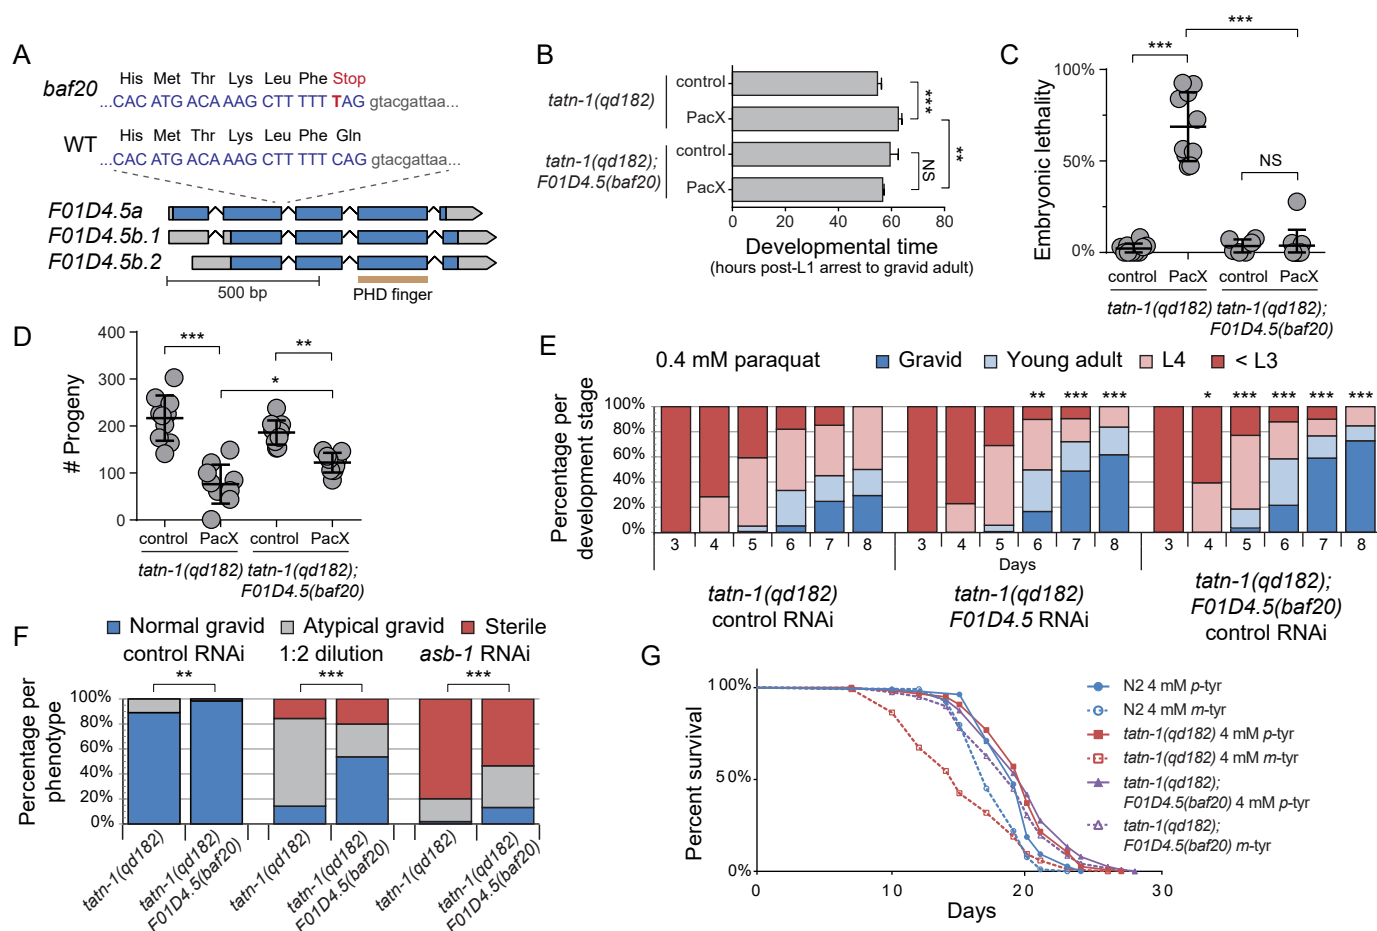 A
His Met Thr Lys Leu Phe Stop
baf20
...CAC ATG ACA AAG CTT TTT TAG gtacgattaa...
His Met Thr Lys Leu Phe Gln
WT
...CAC ATG ACA AAG CTT TTT CAG gtacgattaa...
F01D4.5a
F01D4.5b.1
F01D4.5b.2
500 bp
PHD finger
B
tatn-1(qd182)
control
PacX
tatn-1(qd182);
F01D4.5(baf20)
control
PacX
***
**
NS
0 20 40 60 80
Developmental time
(hours post-L1 arrest to gravid adult)
C
Embryonic lethality
100%
50%
0%
***
***
NS
control PacX control PacX
tatn-1(qd182) tatn-1(qd182);
F01D4.5(baf20)
D
# Progeny
400
300
200
100
0
***
**
*
control PacX control PacX
tatn-1(qd182) tatn-1(qd182);
F01D4.5(baf20)
E
0.4 mM paraquat
Gravid Young adult L4 < L3
Percentage per
development stage
100%
80%
60%
40%
20%
0%
** *** *** * *** *** *** ***
3 4 5 6 7 8 3 4 5 6 7 8 3 4 5 6 7 8
Days
tatn-1(qd182)
control RNAi
tatn-1(qd182)
F01D4.5 RNAi
tatn-1(qd182);
F01D4.5(baf20)
control RNAi
F
Normal gravid Atypical gravid Sterile
control RNAi 1:2 dilution asb-1 RNAi
** *** ***
Percentage per
phenotype
100%
80%
60%
40%
20%
0%
tatn-1(qd182)
tatn-1(qd182)
F01D4.5(baf20)
tatn-1(qd182)
tatn-1(qd182)
F01D4.5(baf20)
tatn-1(qd182)
tatn-1(qd182)
F01D4.5(baf20)
G
Percent survival
100%
50%
0%
0 10 20 30
Days
N2 4 mM p-tyr
N2 4 mM m-tyr
tatn-1(qd182) 4 mM p-tyr
tatn-1(qd182) 4 mM m-tyr
tatn-1(qd182);
F01D4.5(baf20) 4 mM p-tyr
tatn-1(qd182);
F01D4.5(baf20) m-tyr